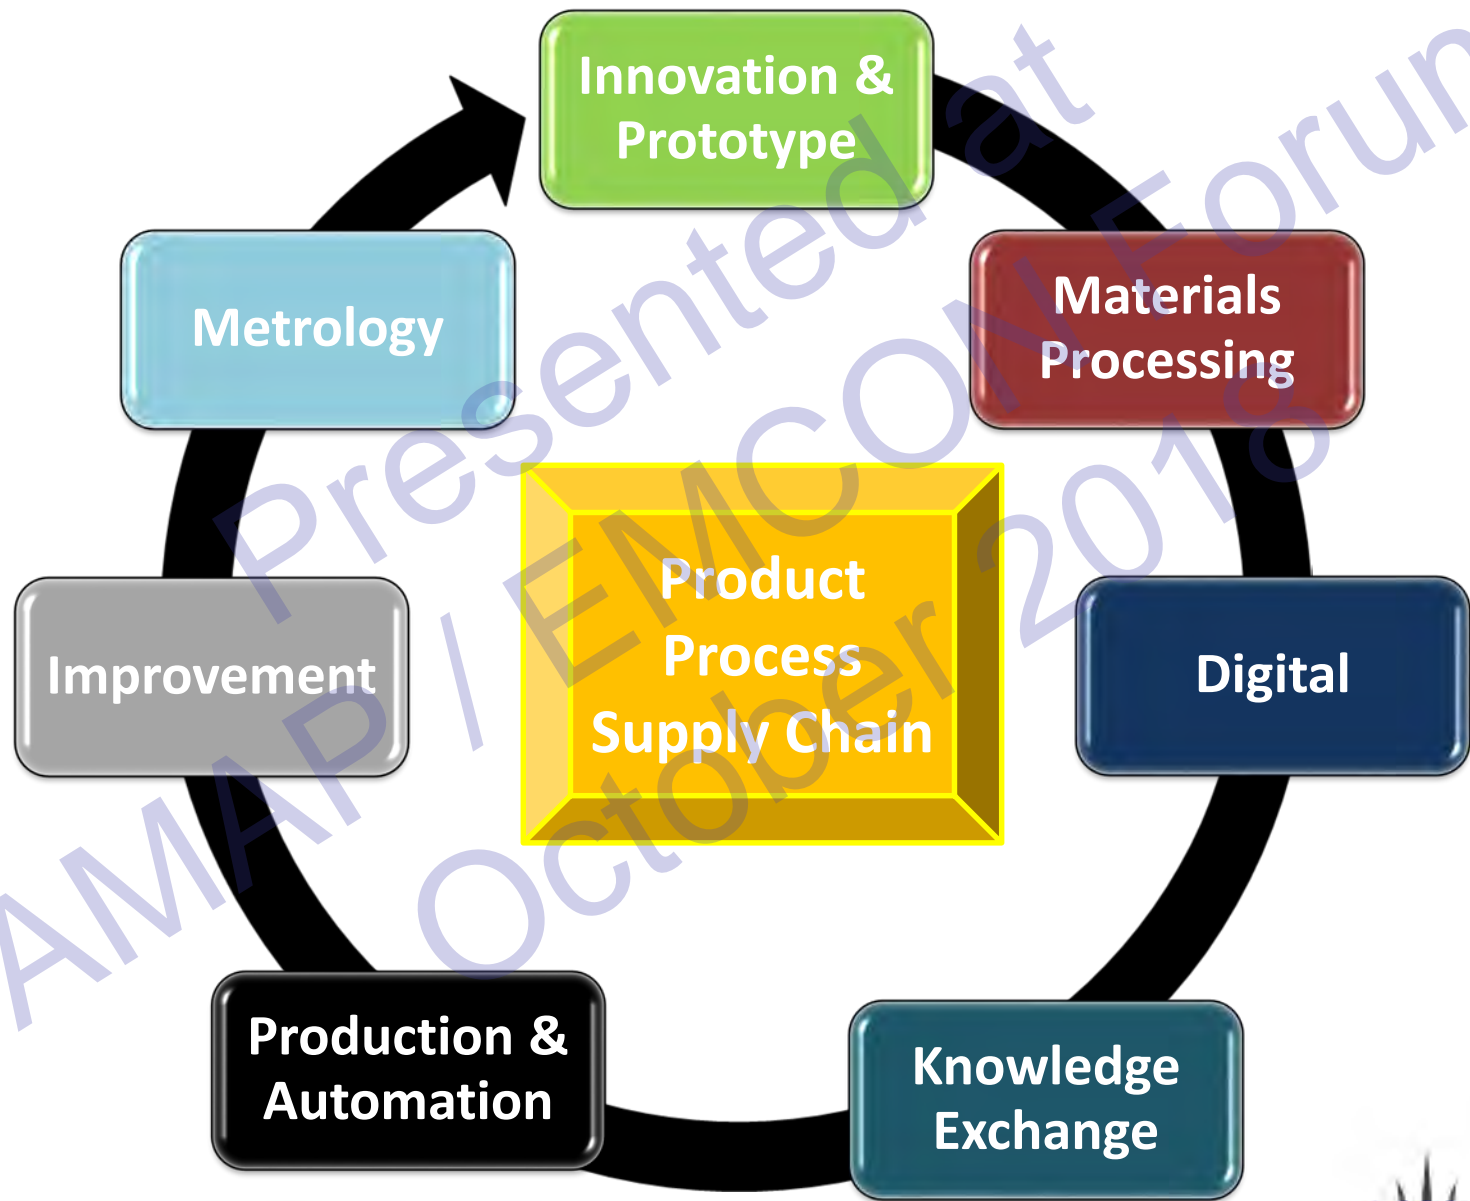 Innovation &
Prototype
Materials
Processing
Digital
Knowledge
Exchange
Production &
Automation
Improvement
Metrology
Product
Process
Supply Chain
Presented at
AMAP / EMCON Forum
October 2018